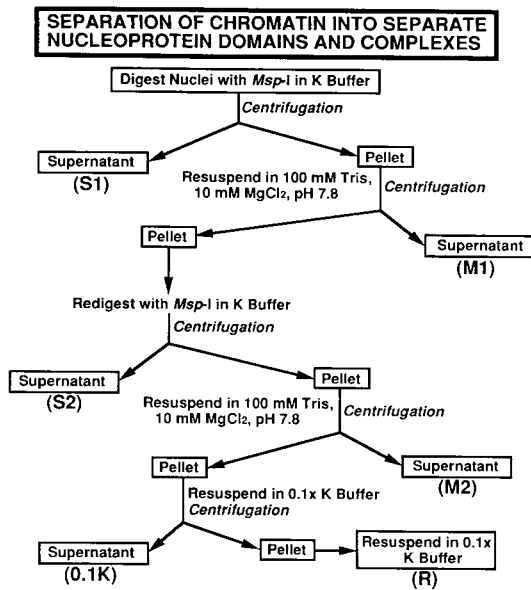 SEPARATION OF CHROMATIN INTO SEPARATE
NUCLEOPROTEIN DOMAINS AND COMPLEXES
Digest Nuclei with Msp-I in K Buffer
Centrifugation
Supernatant
(S1)
Pellet
Resuspend in 100 mM Tris,
10 mM MgCl2, pH 7.8
Centrifugation
Pellet
Supernatant
(M1)
Redigest with Msp-I in K Buffer
Centrifugation
Supernatant
(S2)
Pellet
Resuspend in 100 mM Tris,
10 mM MgCl2, pH 7.8
Centrifugation
Pellet
Supernatant
(M2)
Resuspend in 0.1x K Buffer
Centrifugation
Supernatant
(0.1K)
Pellet
Resuspend in 0.1x
K Buffer
(R)